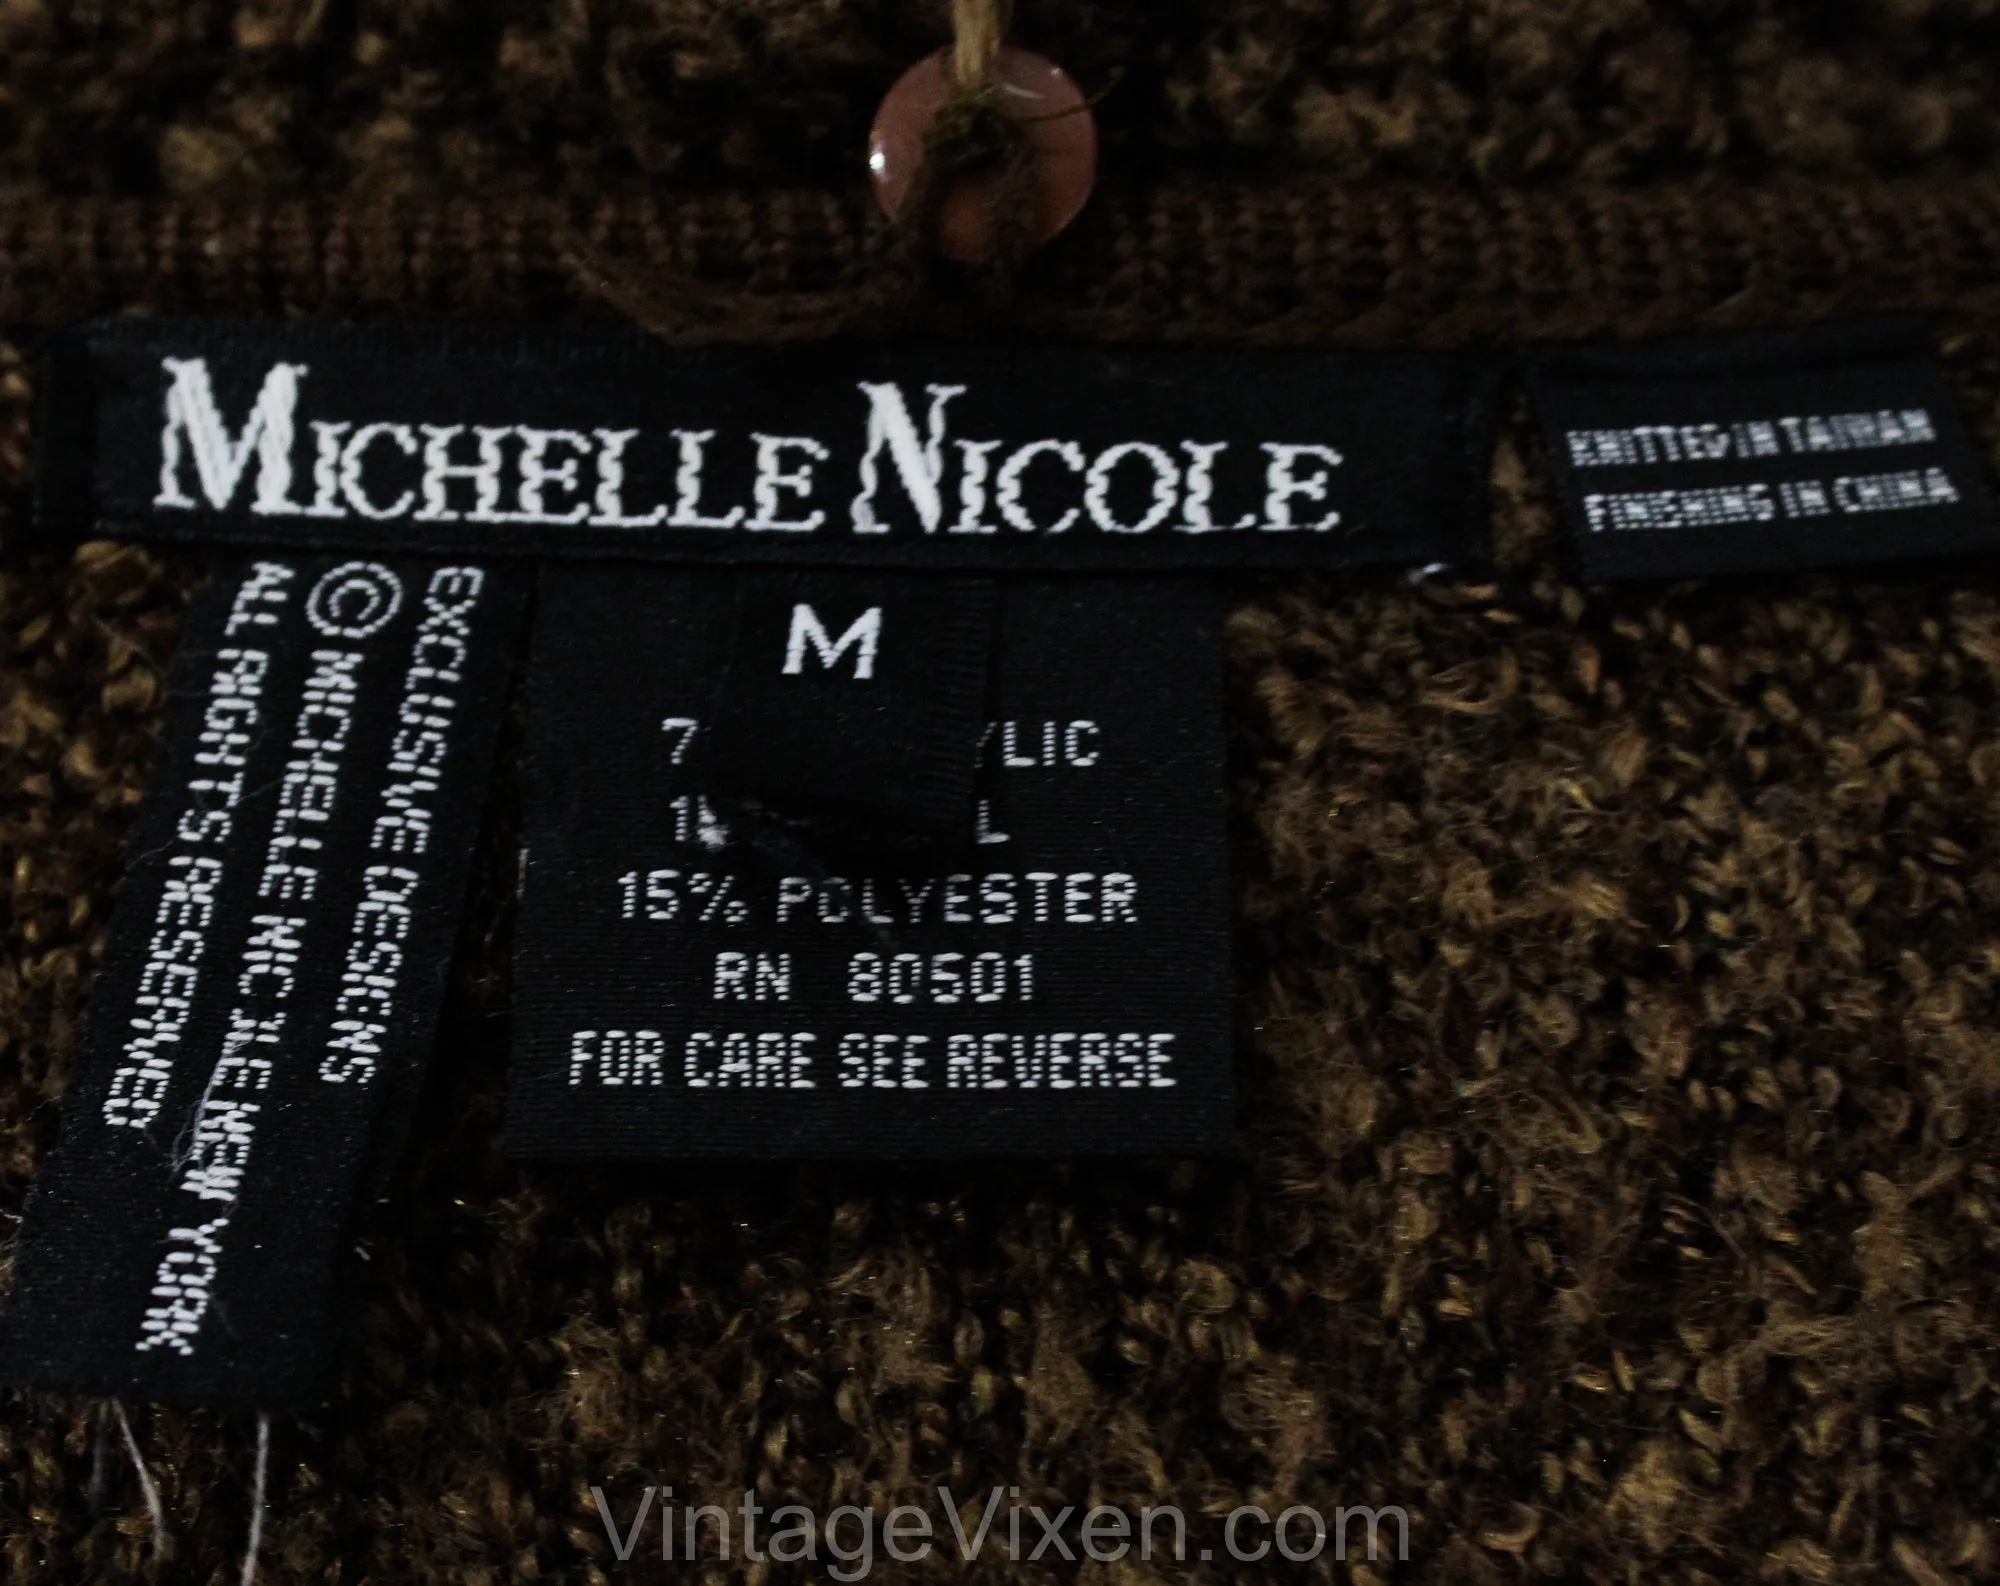 MICHELLE NICOLE
KNITTED IN TAIWAN
FINISHING IN CHINA
M
15% POLYESTER
RN 80501
FOR CARE SEE REVERSE
EXCLUSIVE DESIGNS
© MICHELLE NICOLE NEW YORK
ALL RIGHTS RESERVED
VintageVixen.com